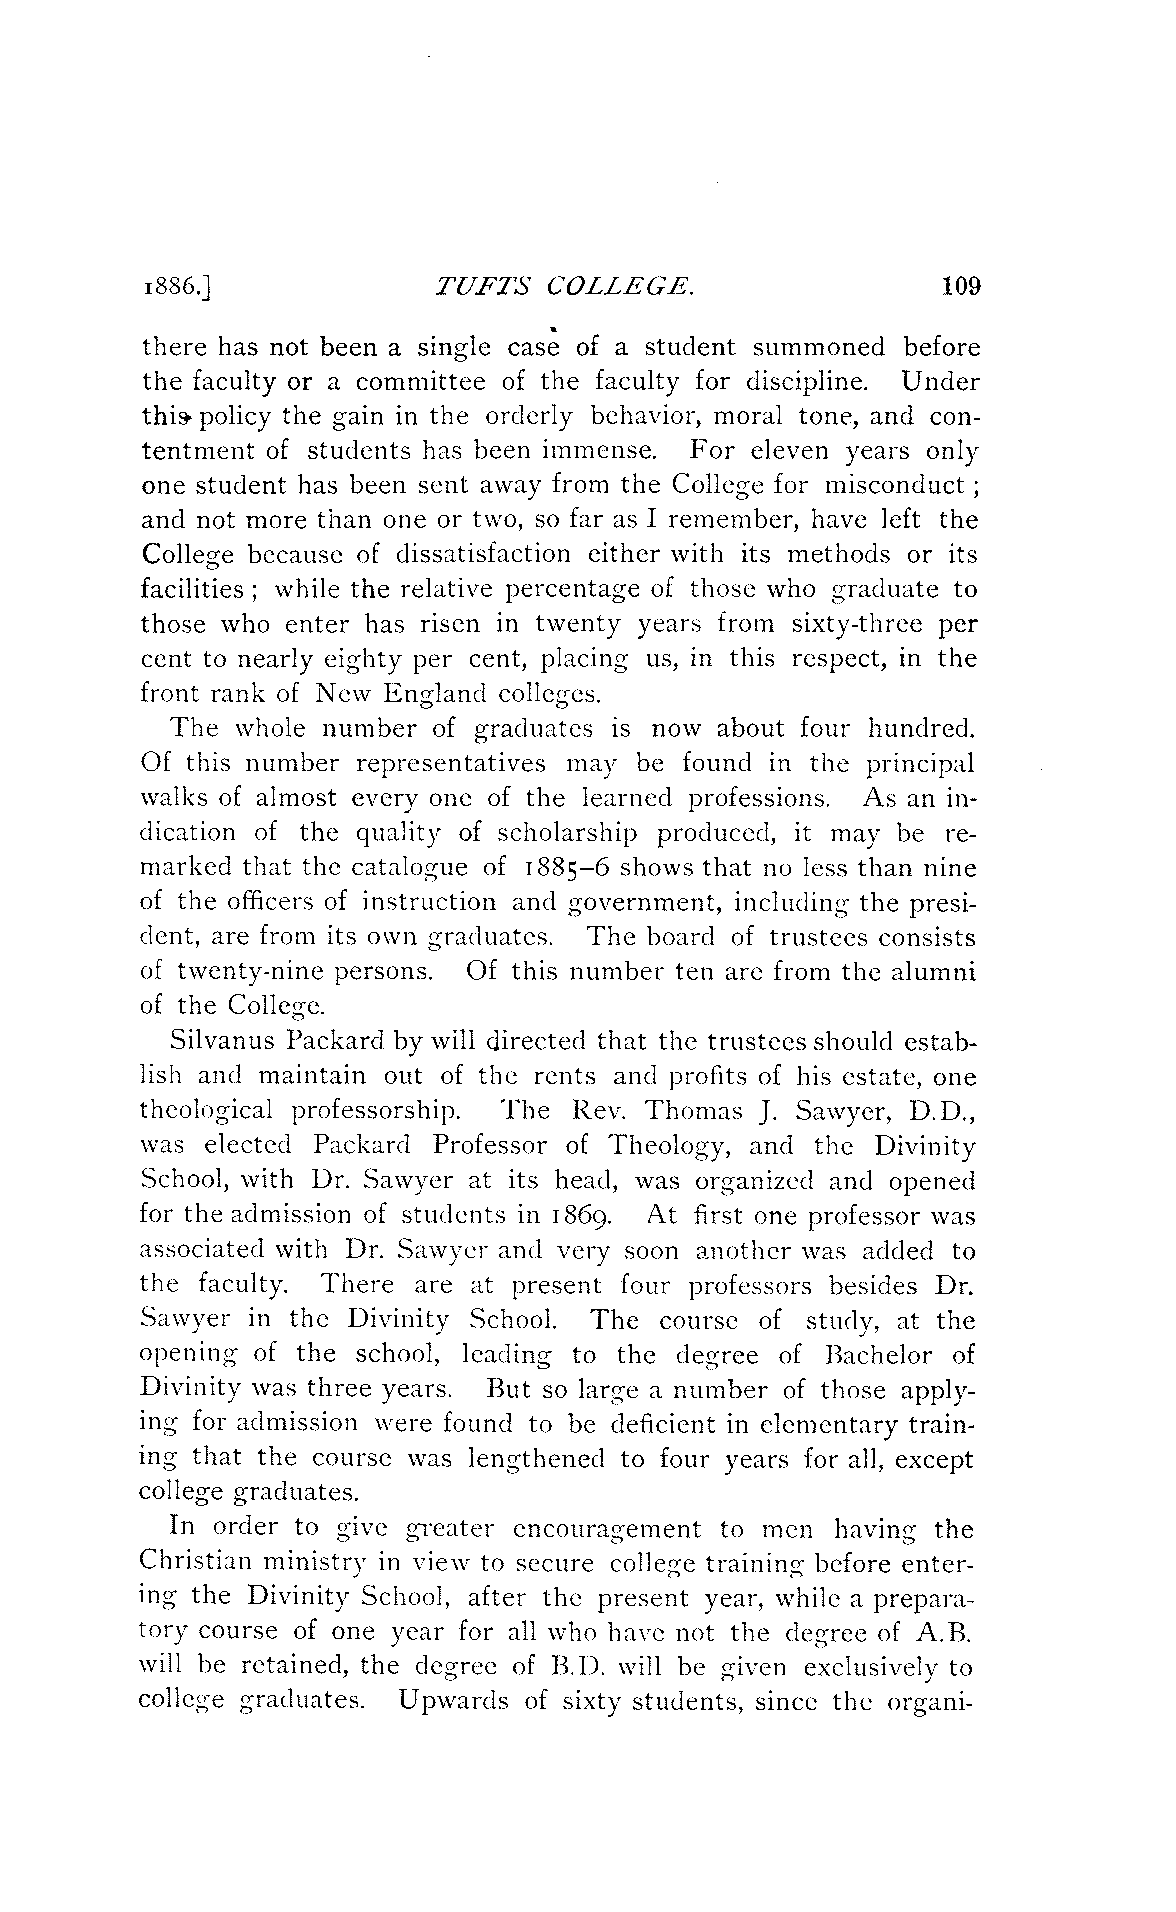 1886.] TUFTS COLLEGE. 109
there has not been a single case of a student summoned before
the faculty or a committee of the faculty for discipline. Under
this policy the gain in the orderly behavior, moral tone, and con-
tentment of students has been immense. For eleven years only
one student has been sent away from the College for misconduct ;
and not more than one or two, so far as I remember, have left the
College because of dissatisfaction either with its methods or its
facilities ; while the relative percentage of those who graduate to
those who enter has risen in twenty years from sixty-three per
cent to nearly eighty per cent, placing us, in this respect, in the
front rank of New England colleges.
The whole number of graduates is now about four hundred.
Of this number representatives may be found in the principal
walks of almost every one of the learned professions. As an in-
dication of the quality of scholarship produced, it may be re-
marked that the catalogue of 1885–6 shows that no less than nine
of the officers of instruction and government, including the presi-
dent, are from its own graduates. The board of trustees consists
of twenty-nine persons. Of this number ten are from the alumni
of the College.
Silvanus Packard by will directed that the trustees should estab-
lish and maintain out of the rents and profits of his estate, one
theological professorship. The Rev. Thomas J. Sawyer, D.D.,
was elected Packard Professor of Theology, and the Divinity
School, with Dr. Sawyer at its head, was organized and opened
for the admission of students in 1869. At first one professor was
associated with Dr. Sawyer and very soon another was added to
the faculty. There are at present four professors besides Dr.
Sawyer in the Divinity School. The course of study, at the
opening of the school, leading to the degree of Bachelor of
Divinity was three years. But so large a number of those apply-
ing for admission were found to be deficient in elementary train-
ing that the course was lengthened to four years for all, except
college graduates.
In order to give greater encouragement to men having the
Christian ministry in view to secure college training before enter-
ing the Divinity School, after the present year, while a prepara-
tory course of one year for all who have not the degree of A.B.
will be retained, the degree of B.D. will be given exclusively to
college graduates. Upwards of sixty students, since the organi-